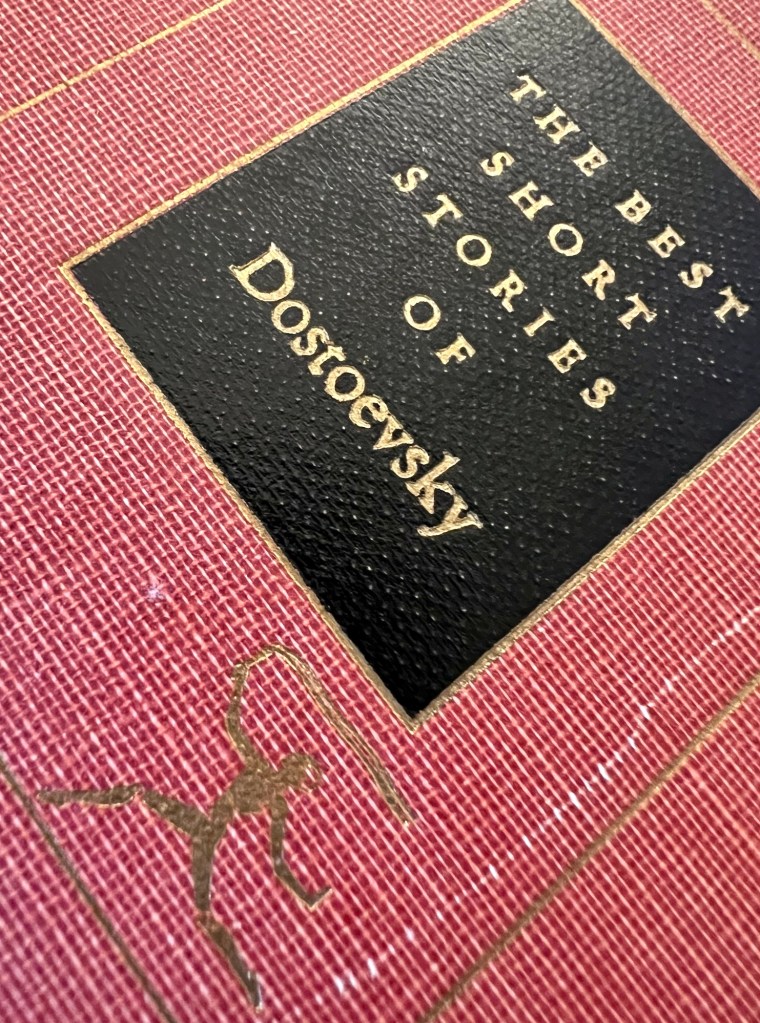 THE BEST
SHORT
STORIES
OF
Dostoevsky